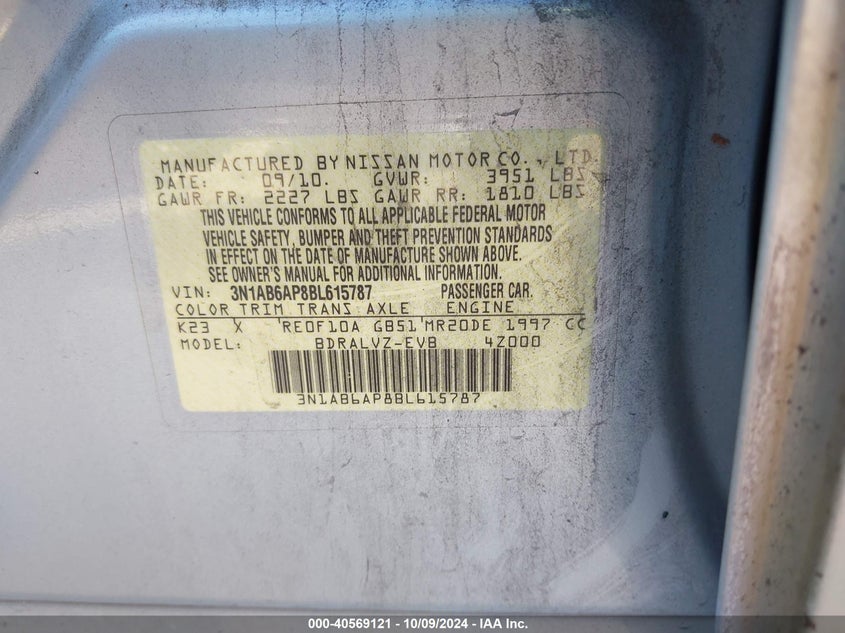 MANUFACTURED BY NISSAN MOTOR CO., LTD.
DATE: 09/10. GVWR: 3951 LBS
GAWR FR: 2227 LBS GAWR RR: 1810 LBS
THIS VEHICLE CONFORMS TO ALL APPLICABLE FEDERAL MOTOR
VEHICLE SAFETY, BUMPER AND THEFT PREVENTION STANDARDS
IN EFFECT ON THE DATE OF MANUFACTURE SHOWN ABOVE.
SEE OWNER'S MANUAL FOR ADDITIONAL INFORMATION.
VIN: 3N1AB6AP8BL615787 PASSENGER CAR.
COLOR TRIM TRANS AXLE ENGINE
K23 X RE0F10A GB51 MR20DE 1997 CC
MODEL: BDRALVZ-EVB 4Z000
3N1AB6AP8BL615787
000-40569121 - 10/09/2024 - IAA Inc.